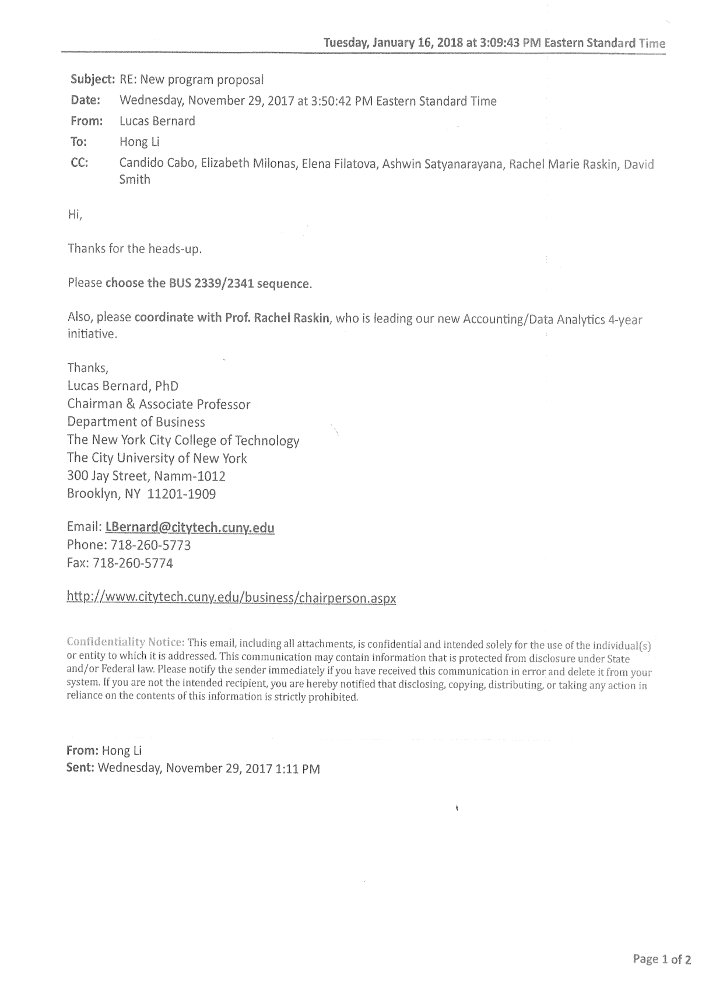 Tuesday, January 16, 2018 at 3:09:43 PM Eastern Standard Time
Subject: RE: New program proposal
Date: Wednesday, November 29, 2017 at 3:50:42 PM Eastern Standard Time
From: Lucas Bernard
To: Hong Li
CC: Candido Cabo, Elizabeth Milonas, Elena Filatova, Ashwin Satyanarayana, Rachel Marie Raskin, David
Smith
Hi,
Thanks for the heads-up.
Please choose the BUS 2339/2341 sequence.
Also, please coordinate with Prof. Rachel Raskin, who is leading our new Accounting/Data Analytics 4-year
initiative.
Thanks,
Lucas Bernard, PhD
Chairman & Associate Professor
Department of Business
The New York City College of Technology
The City University of New York
300 Jay Street, Namm-1012
Brooklyn, NY 11201-1909
Email: LBernard@citytech.cuny.edu
Phone: 718-260-5773
Fax: 718-260-5774
http://www.citytech.cuny.edu/business/chairperson.aspx
Confidentiality Notice: This email, including all attachments, is confidential and intended solely for the use of the individual(s)
or entity to which it is addressed. This communication may contain information that is protected from disclosure under State
and/or Federal law. Please notify the sender immediately if you have received this communication in error and delete it from your
system. If you are not the intended recipient, you are hereby notified that disclosing, copying, distributing, or taking any action in
reliance on the contents of this information is strictly prohibited.
From: Hong Li
Sent: Wednesday, November 29, 2017 1:11 PM
Page 1 of 2